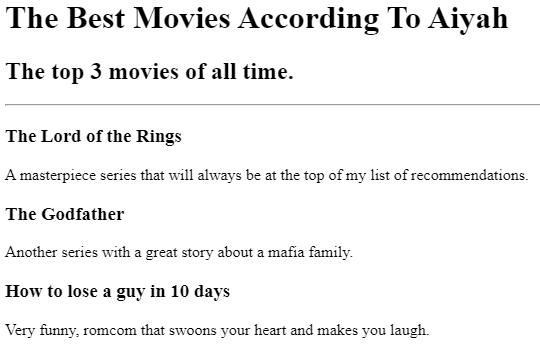 The Best Movies According To Aiyah
The top 3 movies of all time.
The Lord of the Rings
A masterpiece series that will always be at the top of my list of recommendations.
The Godfather
Another series with a great story about a mafia family.
How to lose a guy in 10 days
Very funny, romcom that swoons your heart and makes you laugh.